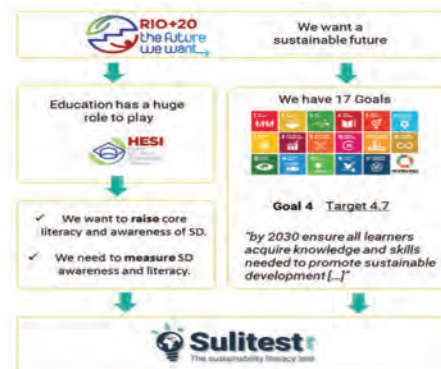 RIO+20
the future
we want
We want a
sustainable future
Education has a huge
role to play
HESI
We have 17 Goals
✓ We want to raise core
literacy and awareness of SD.
✓ We need to measure SD
awareness and literacy.
Goal 4 Target 4.7
"by 2030 ensure all learners
acquire knowledge and skills
needed to promote sustainable
development [...]"
Sulitest
The sustainability literacy test